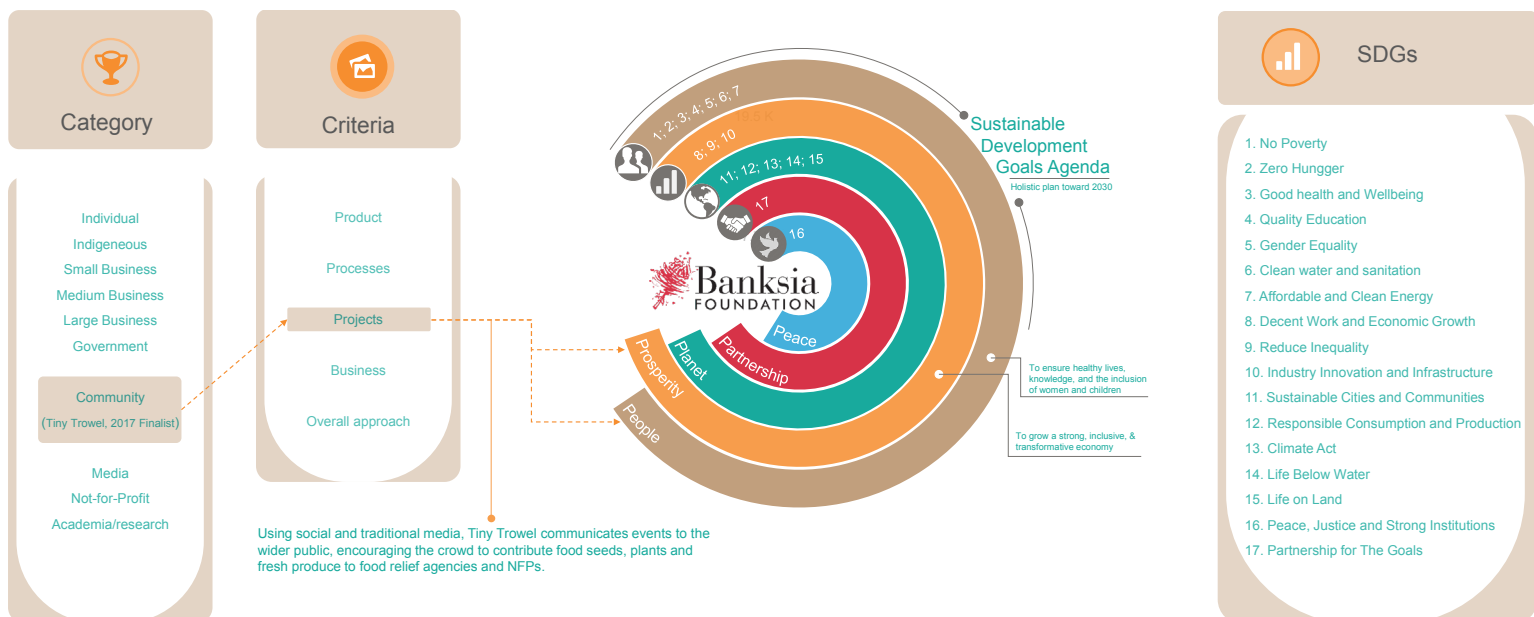 Category
Individual
Indigeneous
Small Business
Medium Business
Large Business
Government
Community
(Tiny Trowel, 2017 Finalist)
Media
Not-for-Profit
Academia/research
Criteria
Product
Processes
Projects
Business
Overall approach
Using social and traditional media, Tiny Trowel communicates events to the
wider public, encouraging the crowd to contribute food seeds, plants and
fresh produce to food relief agencies and NFPs.
1; 2; 3; 4; 5; 6; 7
19.5 K
8; 9; 10
11; 12; 13; 14; 15
17
16
Banksia
FOUNDATION
Peace
Partnership
Planet
Prosperity
People
Sustainable
Development
Goals Agenda
Holistic plan toward 2030
To ensure healthy lives,
knowledge, and the inclusion
of women and children
To grow a strong, inclusive, &
transformative economy
SDGs
1. No Poverty
2. Zero Hungger
3. Good health and Wellbeing
4. Quality Education
5. Gender Equality
6. Clean water and sanitation
7. Affordable and Clean Energy
8. Decent Work and Economic Growth
9. Reduce Inequality
10. Industry Innovation and Infrastructure
11. Sustainable Cities and Communities
12. Responsible Consumption and Production
13. Climate Act
14. Life Below Water
15. Life on Land
16. Peace, Justice and Strong Institutions
17. Partnership for The Goals